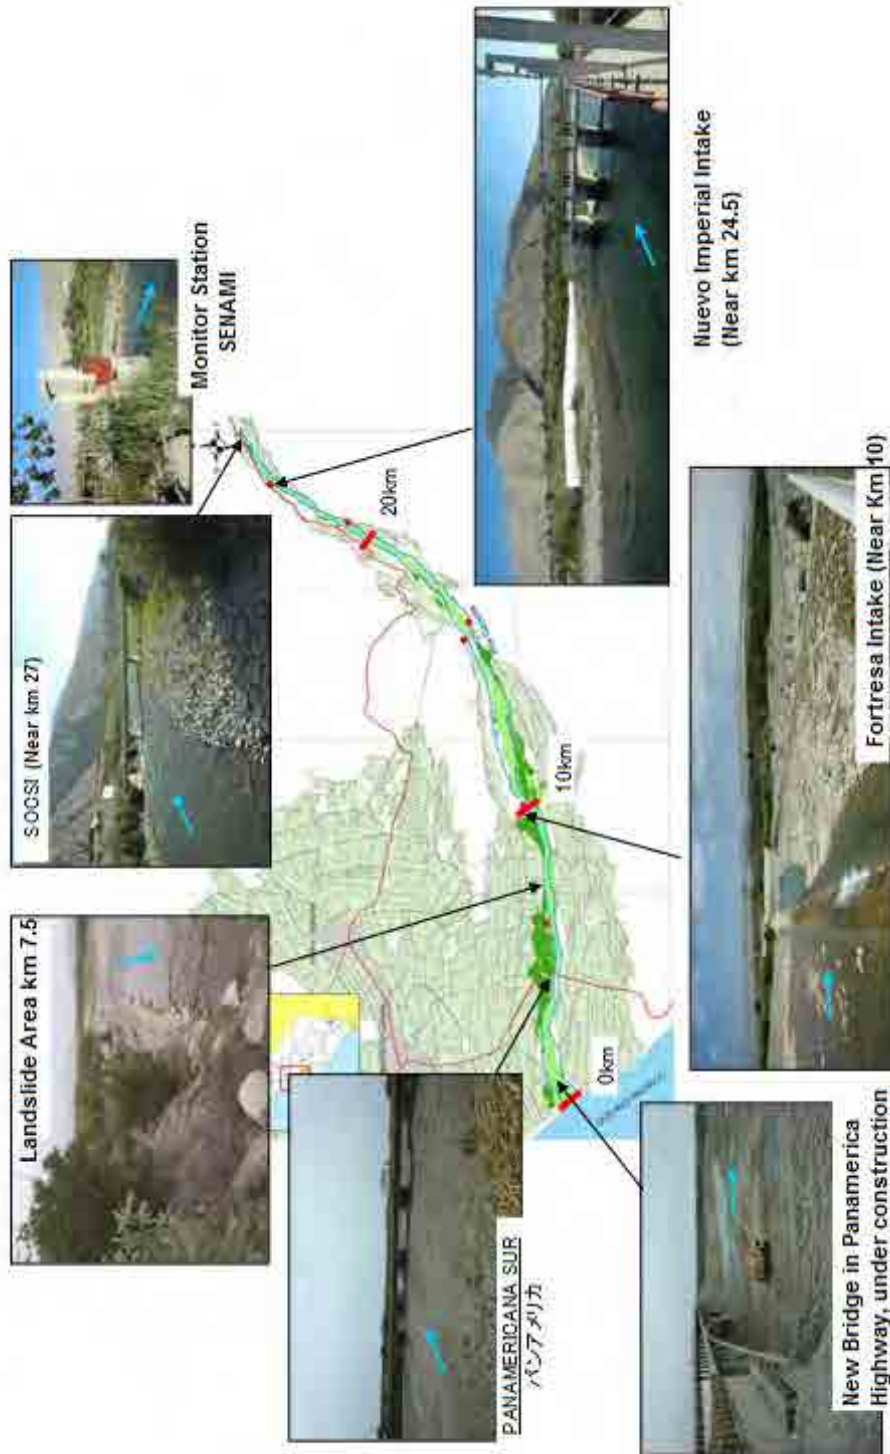 Monitor Station
SENAMI
SOCSI (Near km 27)
Landslide Area km 7.5
Nuevo Imperial Intake
(Near km 24.5)
20km
10km
0km
Fortresa Intake (Near Km 10)
PANAMERICANA SUR
パンアメリカ
New Bridge in Panamerica
Highway, under construction